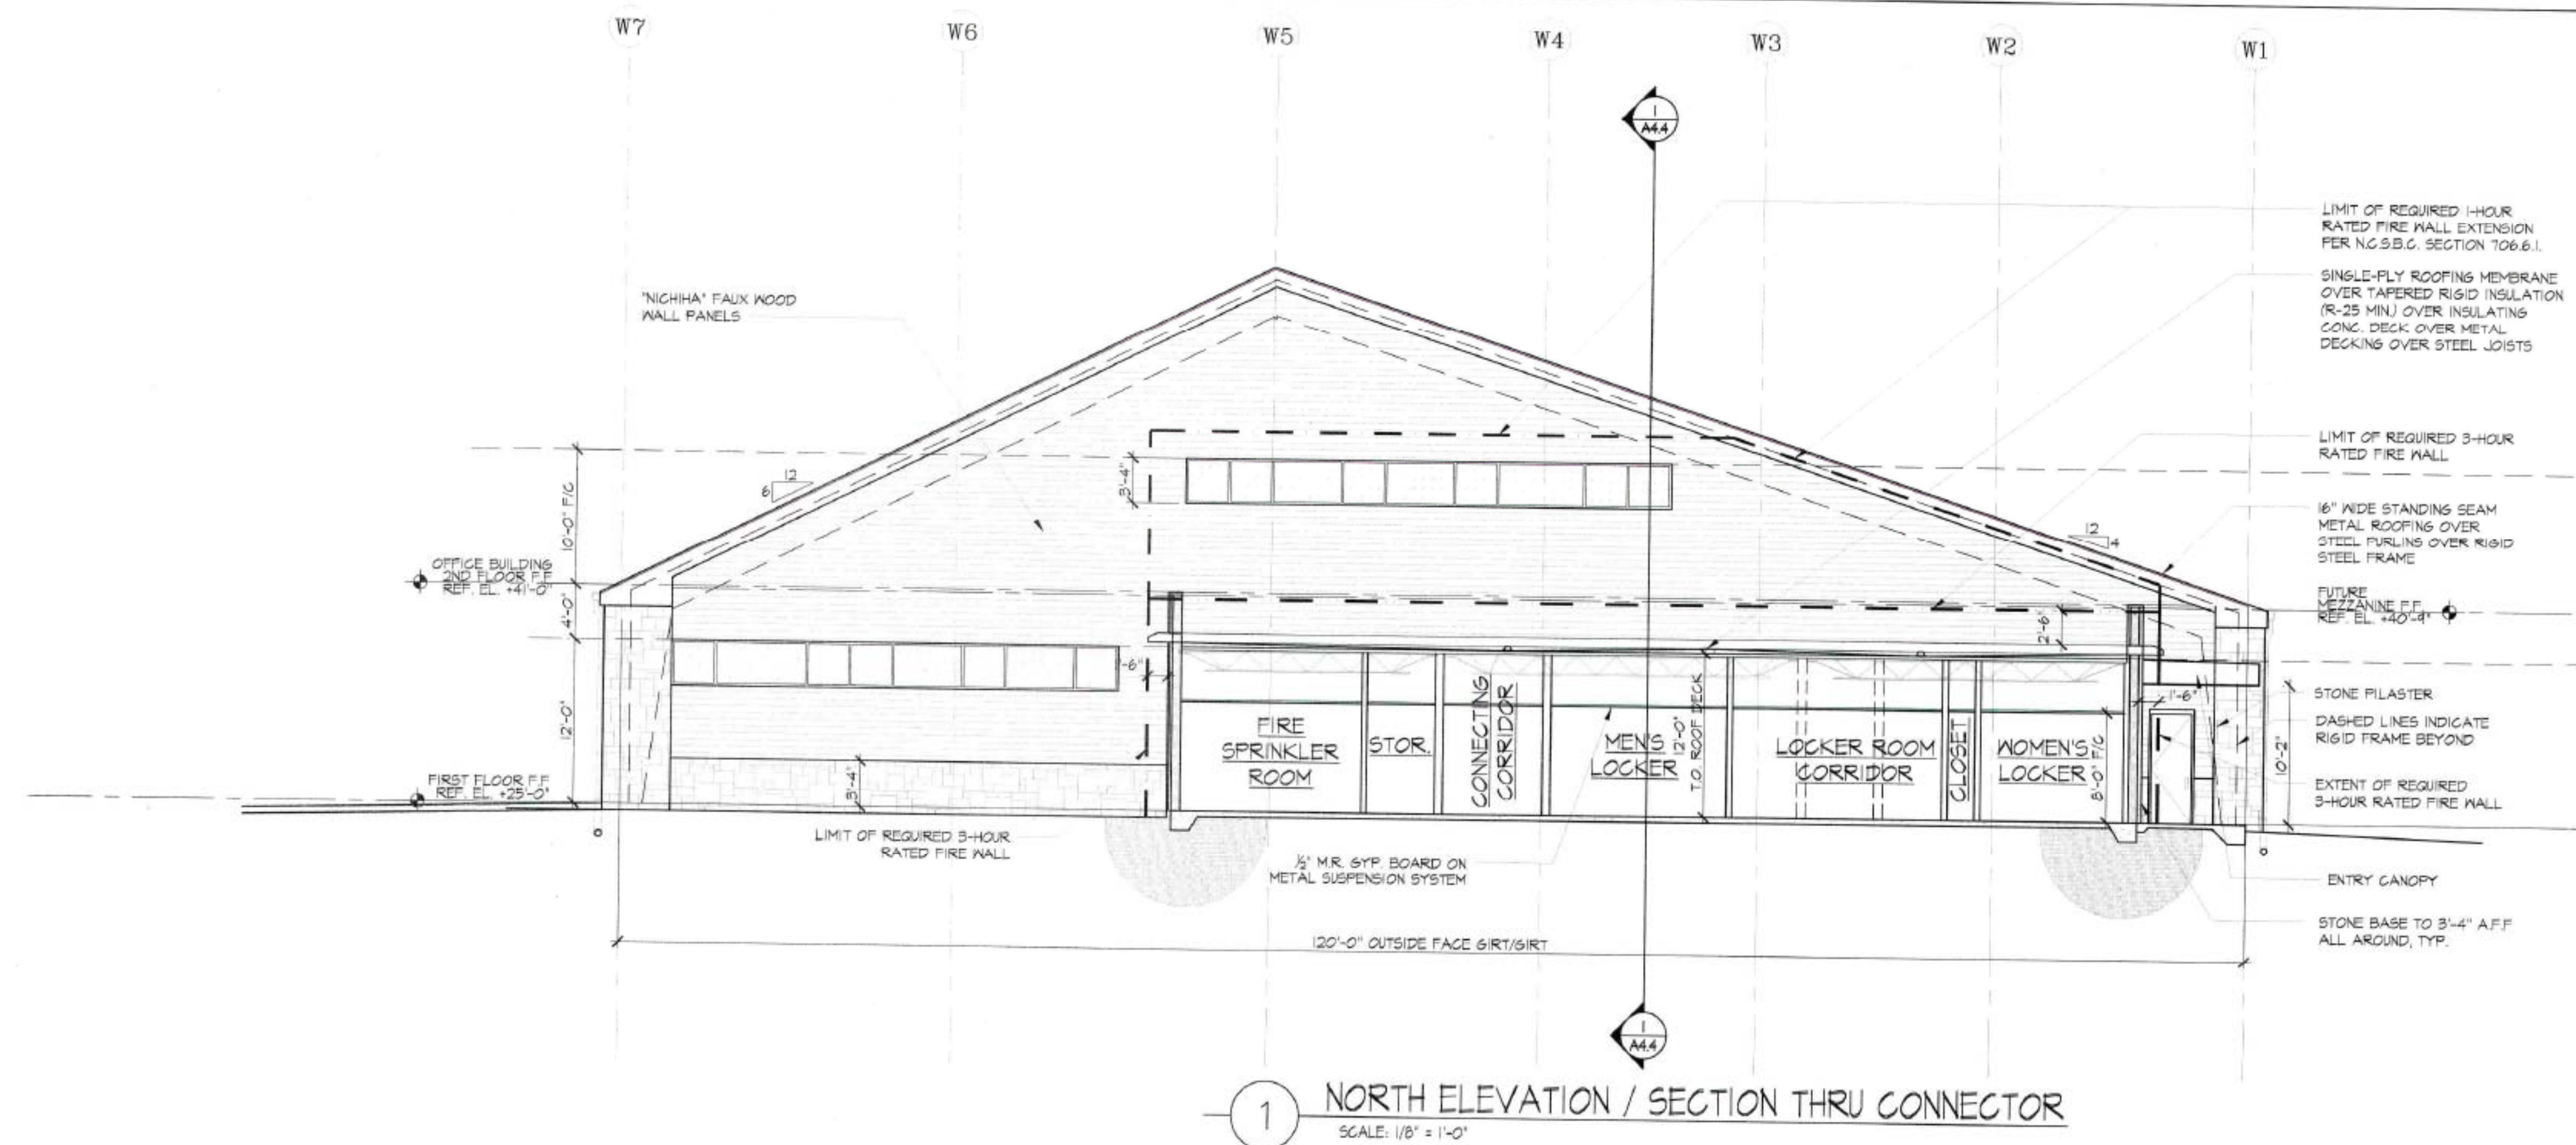 W7
W6
W5
W4
W3
W2
W1
1
A4.4
LIMIT OF REQUIRED 1-HOUR
RATED FIRE WALL EXTENSION
PER N.C.S.B.C. SECTION 706.6.1.
SINGLE-PLY ROOFING MEMBRANE
OVER TAPERED RIGID INSULATION
(R-25 MIN.) OVER INSULATING
CONC. DECK OVER METAL
DECKING OVER STEEL JOISTS
"NICHIHA" FAUX WOOD
WALL PANELS
LIMIT OF REQUIRED 3-HOUR
RATED FIRE WALL
12
6
3'-4"
10'-0" F/C
16" WIDE STANDING SEAM
METAL ROOFING OVER
STEEL PURLINS OVER RIGID
STEEL FRAME
12
4
OFFICE BUILDING
2ND FLOOR F.F.
REF. EL. +41'-0"
4'-0"
FUTURE
MEZZANINE F.F.
REF. EL. +40'-9"
2'-6"
-6"
12'-0"
1'-6"
STONE PILASTER
DASHED LINES INDICATE
RIGID FRAME BEYOND
FIRE
SPRINKLER
ROOM
STOR.
CONNECTING
CORRIDOR
MEN'S
LOCKER
12'-0"
T.O. ROOF DECK
LOCKER ROOM
CORRIDOR
CLOSET
WOMEN'S
LOCKER
8'-0" F/C
10'-2"
FIRST FLOOR F.F.
REF. EL. +25'-0"
3'-4"
EXTENT OF REQUIRED
3-HOUR RATED FIRE WALL
LIMIT OF REQUIRED 3-HOUR
RATED FIRE WALL
½" M.R. GYP. BOARD ON
METAL SUSPENSION SYSTEM
ENTRY CANOPY
STONE BASE TO 3'-4" A.F.F
ALL AROUND, TYP.
120'-0" OUTSIDE FACE GIRT/GIRT
1
A4.4
1
NORTH ELEVATION / SECTION THRU CONNECTOR
SCALE: 1/8" = 1'-0"